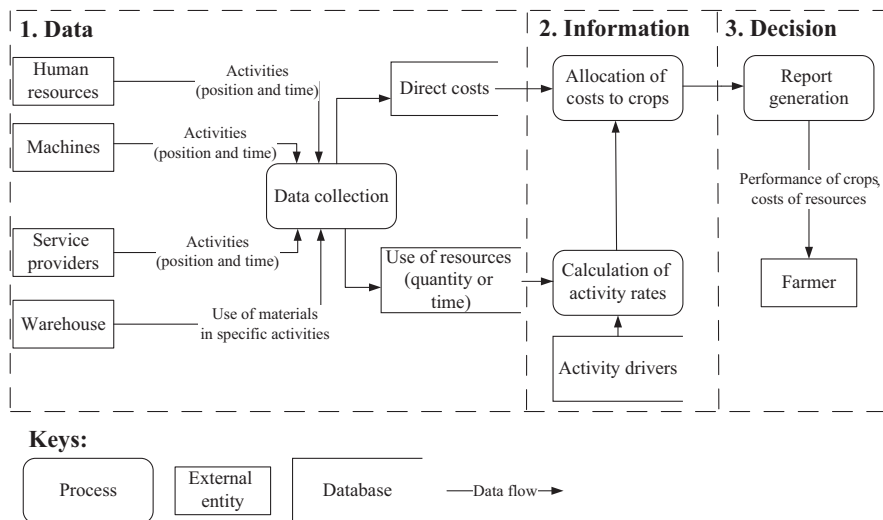 1. Data
2. Information
3. Decision
Human
resources
Activities
(position and time)
Direct costs
Allocation of
costs to crops
Report
generation
Machines
Activities
(position and time)
Data collection
Performance of crops,
costs of resources
Service
providers
Activities
(position and time)
Use of resources
(quantity or
time)
Calculation of
activity rates
Farmer
Warehouse
Use of materials
in specific activities
Activity drivers
Keys:
Process
External
entity
Database
Data flow